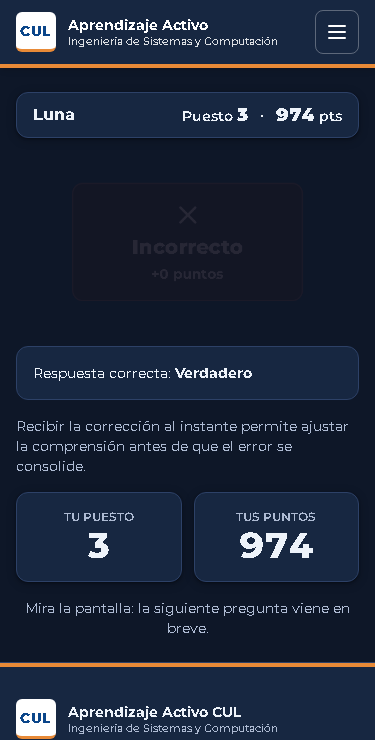 CUL
Aprendizaje Activo
Ingeniería de Sistemas y Computación
Luna
Puesto 3 · 974 pts
Incorrecto
+0 puntos
Respuesta correcta: Verdadero
Recibir la corrección al instante permite ajustar
la comprensión antes de que el error se
consolide.
TU PUESTO
3
TUS PUNTOS
974
Mira la pantalla: la siguiente pregunta viene en
breve.
CUL
Aprendizaje Activo CUL
Ingeniería de Sistemas y Computación